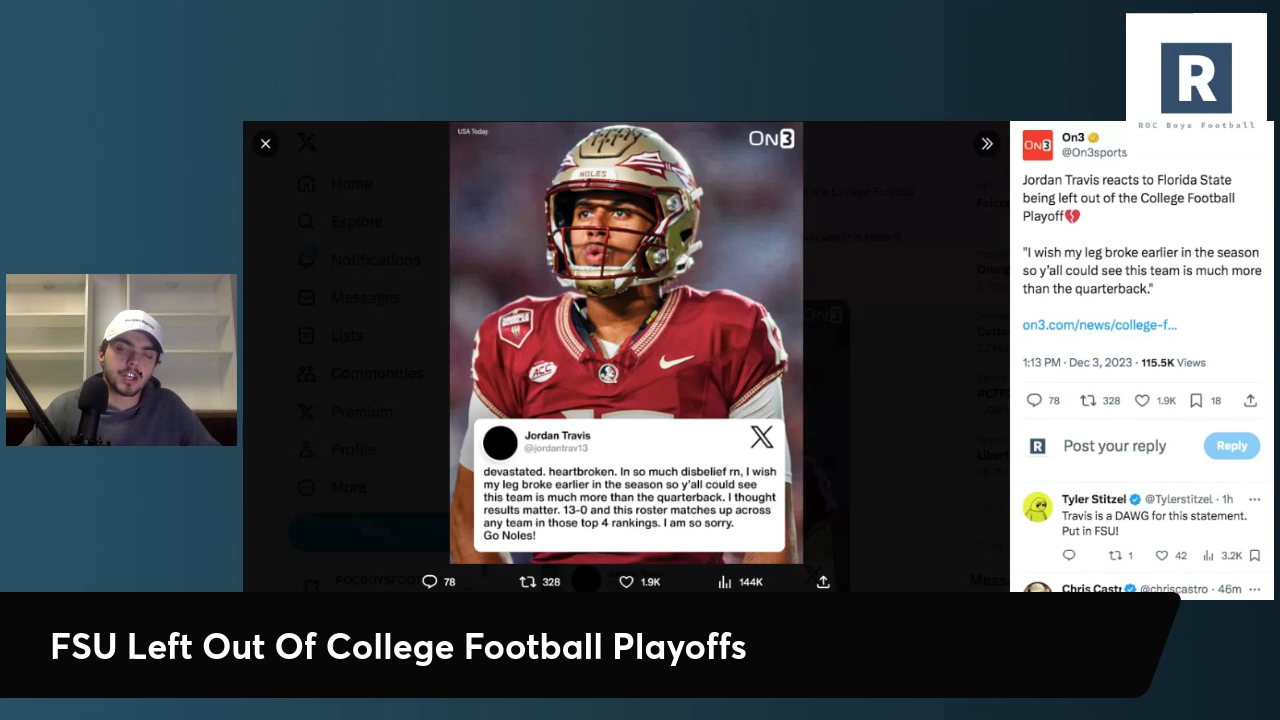 R
ROC Boys Football
USA Today
ON3
NOLES
ACC
Home
Explore
Notifications
Messages
Lists
Communities
Premium
Profile
More
Jordan Travis
@jordantrav13
devastated. heartbroken. In so much disbelief rn, I wish
my leg broke earlier in the season so y'all could see
this team is much more than the quarterback. I thought
results matter. 13-0 and this roster matches up across
any team in those top 4 rankings. I am so sorry.
Go Noles!
78 328 1.9K 144K
ON3
On3
@On3sports
Jordan Travis reacts to Florida State
being left out of the College Football
Playoff💔
"I wish my leg broke earlier in the season
so y'all could see this team is much more
than the quarterback."
on3.com/news/college-f...
1:13 PM · Dec 3, 2023 · 115.5K Views
78 328 1.9K 18
R Post your reply Reply
Tyler Stitzel @Tylerstitzel · 1h ···
Travis is a DAWG for this statement.
Put in FSU!
1 42 3.2K
Chris Castr @chriscastro · 46m ···
FSU Left Out Of College Football Playoffs